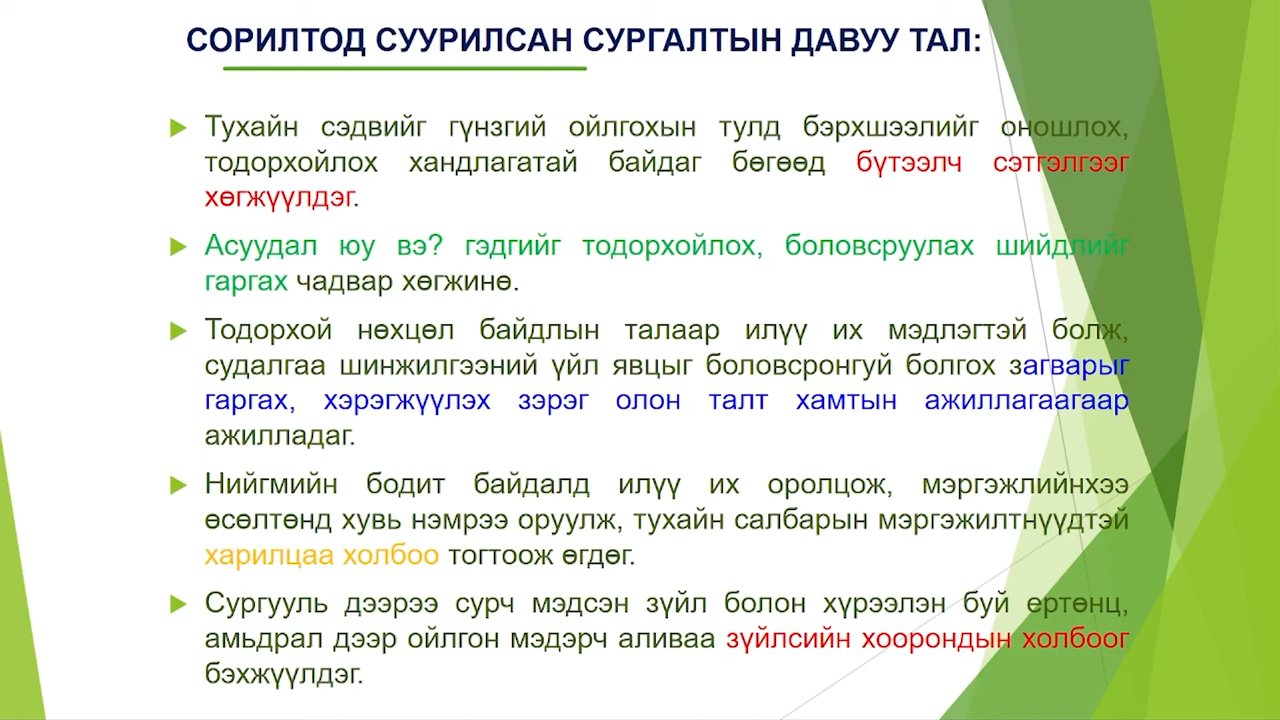 СОРИЛТОД СУУРИЛСАН СУРГАЛТЫН ДАВУУ ТАЛ:
Тухайн сэдвийг гүнзгий ойлгохын тулд бэрхшээлийг оношлох,
тодорхойлох хандлагатай байдаг бөгөөд бүтээлч сэтгэлгээг
хөгжүүлдэг.
Асуудал юу вэ? гэдгийг тодорхойлох, боловсруулах шийдлийг
гаргах чадвар хөгжинө.
Тодорхой нөхцөл байдлын талаар илүү их мэдлэгтэй болж,
судалгаа шинжилгээний үйл явцыг боловсронгуй болгох загварыг
гаргах, хэрэгжүүлэх зэрэг олон талт хамтын ажиллагаагаар
ажилладаг.
Нийгмийн бодит байдалд илүү их оролцож, мэргэжлийнхээ
өсөлтөнд хувь нэмрээ оруулж, тухайн салбарын мэргэжилтнүүдтэй
харилцаа холбоо тогтоож өгдөг.
Сургууль дээрээ сурч мэдсэн зүйл болон хүрээлэн буй ертөнц,
амьдрал дээр ойлгон мэдэрч аливаа зүйлсийн хоорондын холбоог
бэхжүүлдэг.